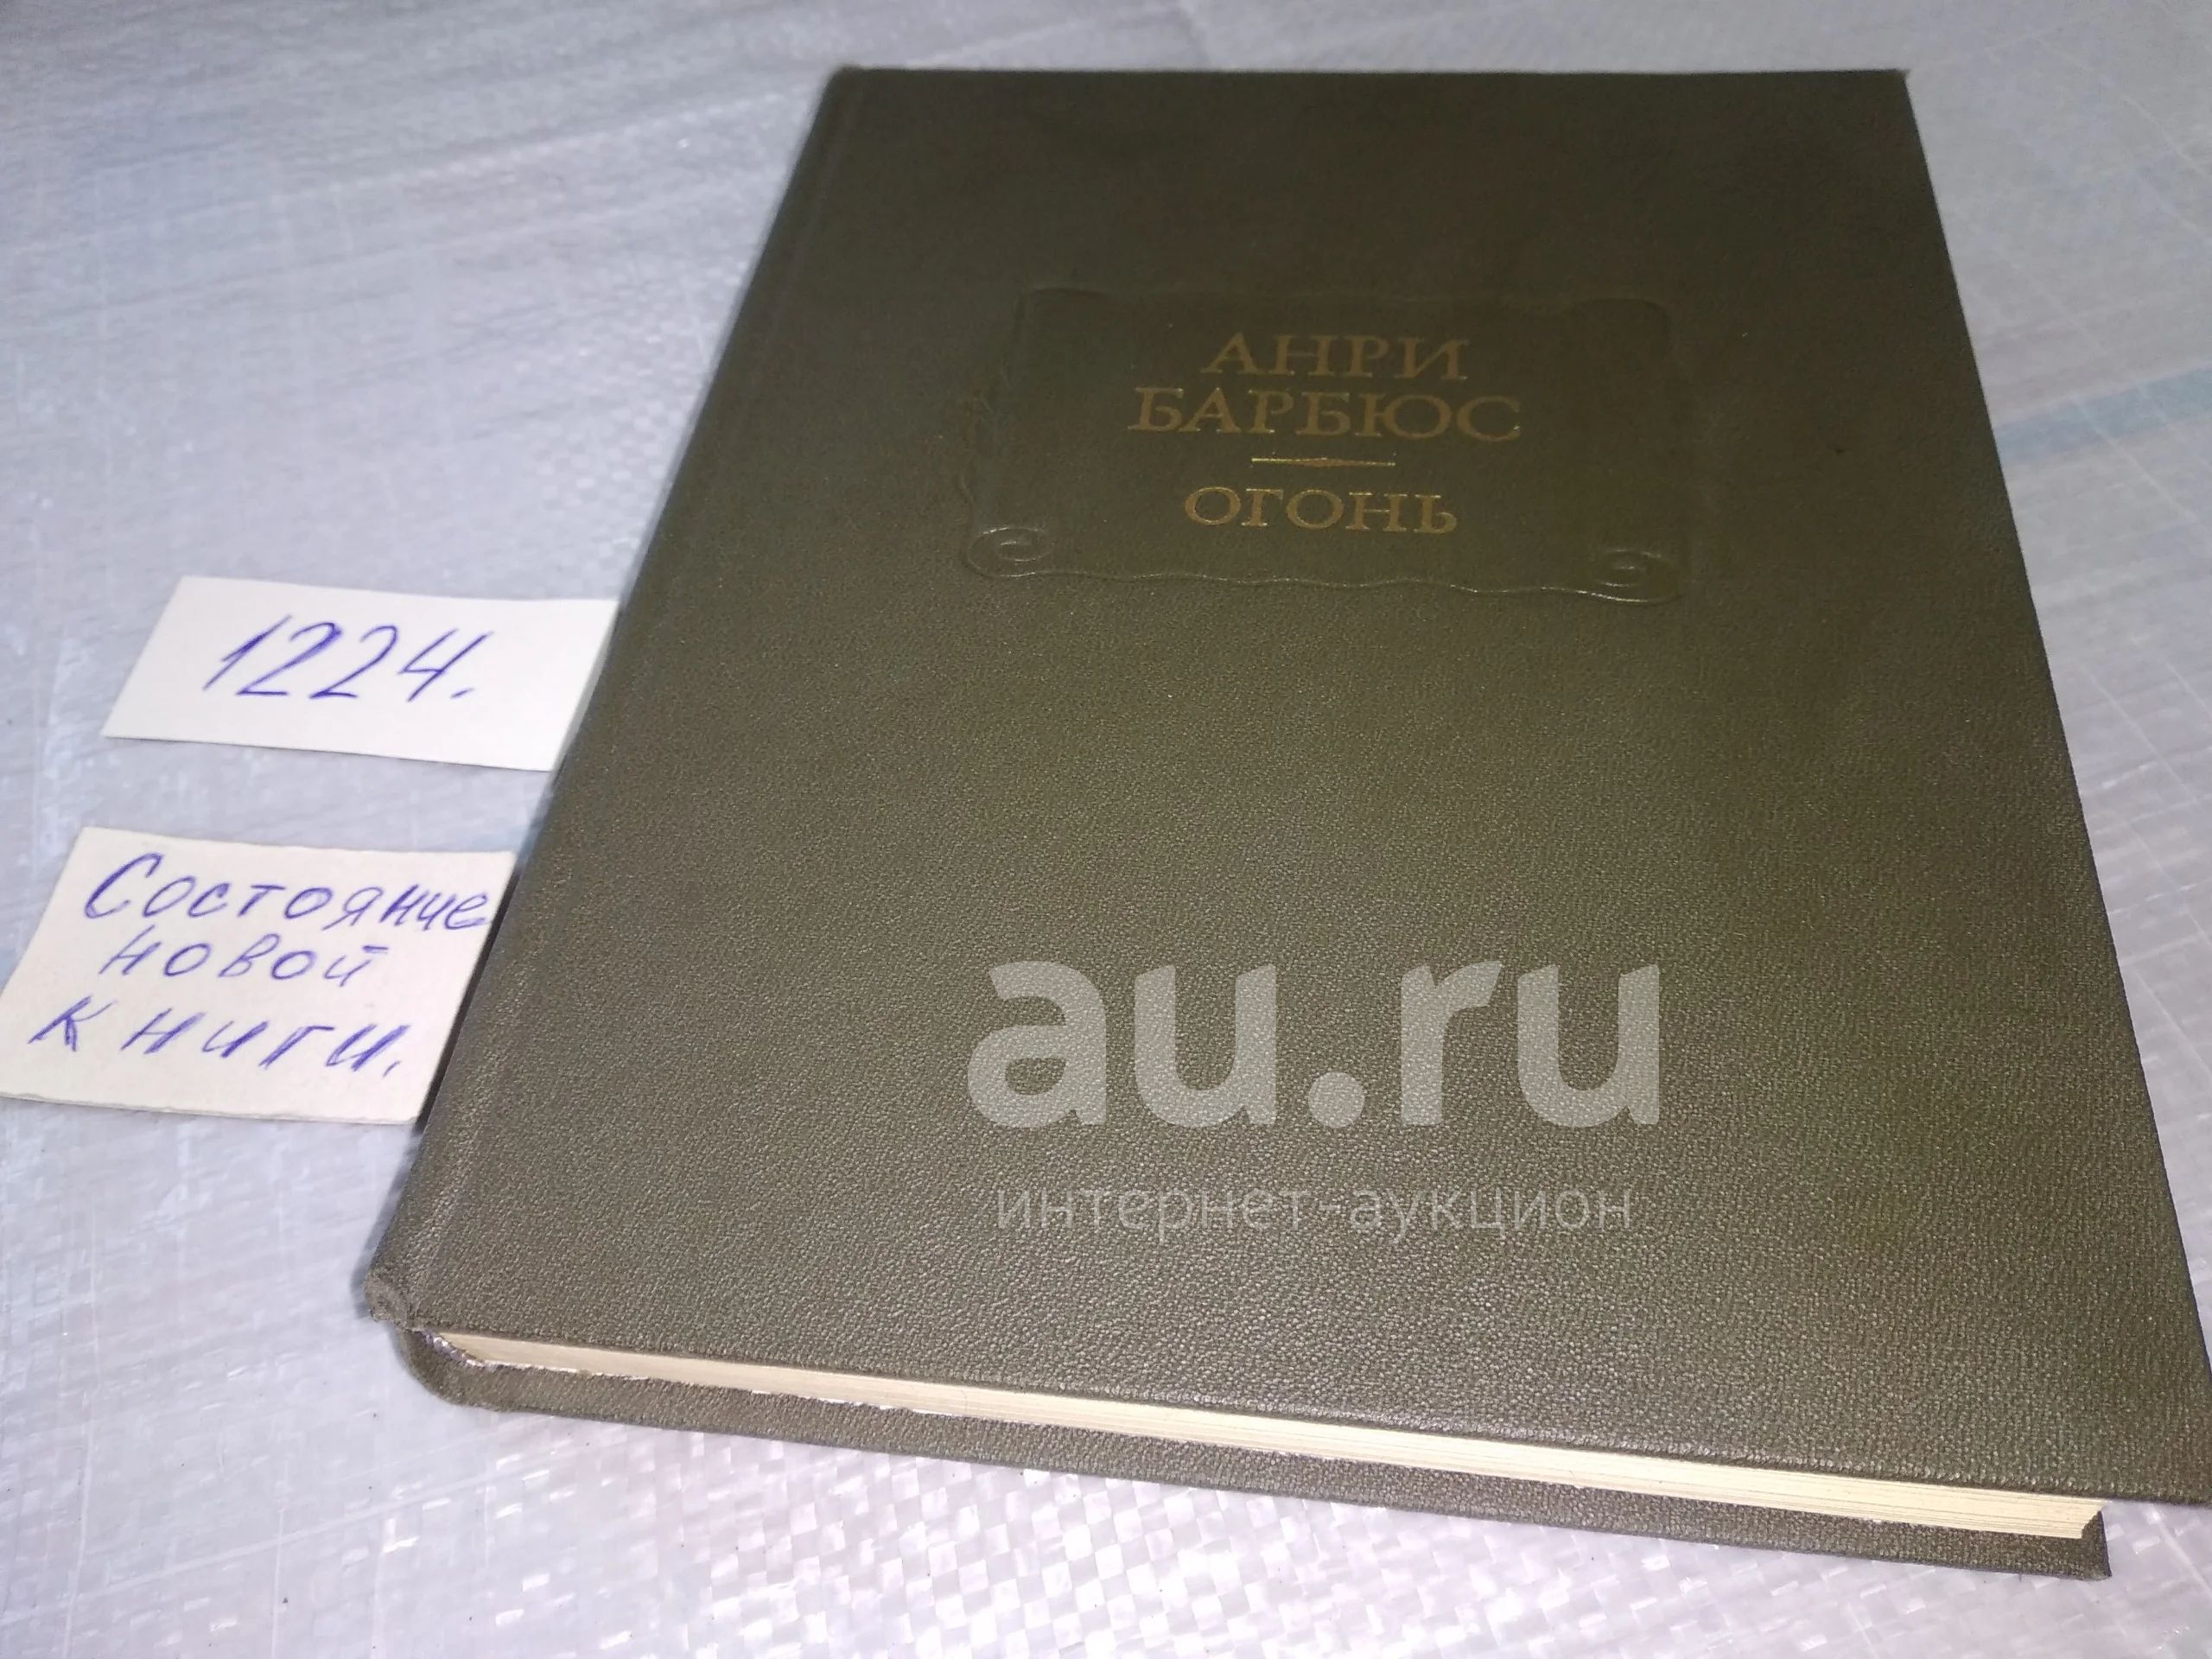 АНРИ
БАРБЮС
ОГОНЬ
1224.
Состояние
новой
книги.
au.ru
интернет-аукцион